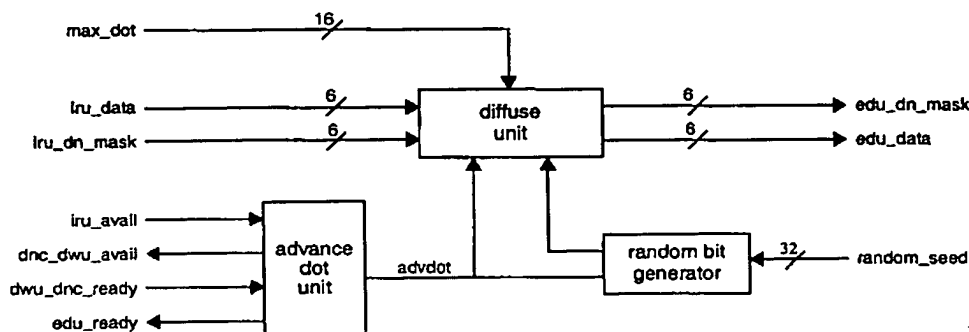 max_dot
16
iru_data
6
iru_dn_mask
6
diffuse
unit
6
edu_dn_mask
6
edu_data
iru_avail
dnc_dwu_avail
dwu_dnc_ready
edu_ready
advance
dot
unit
advdot
random bit
generator
32
random_seed